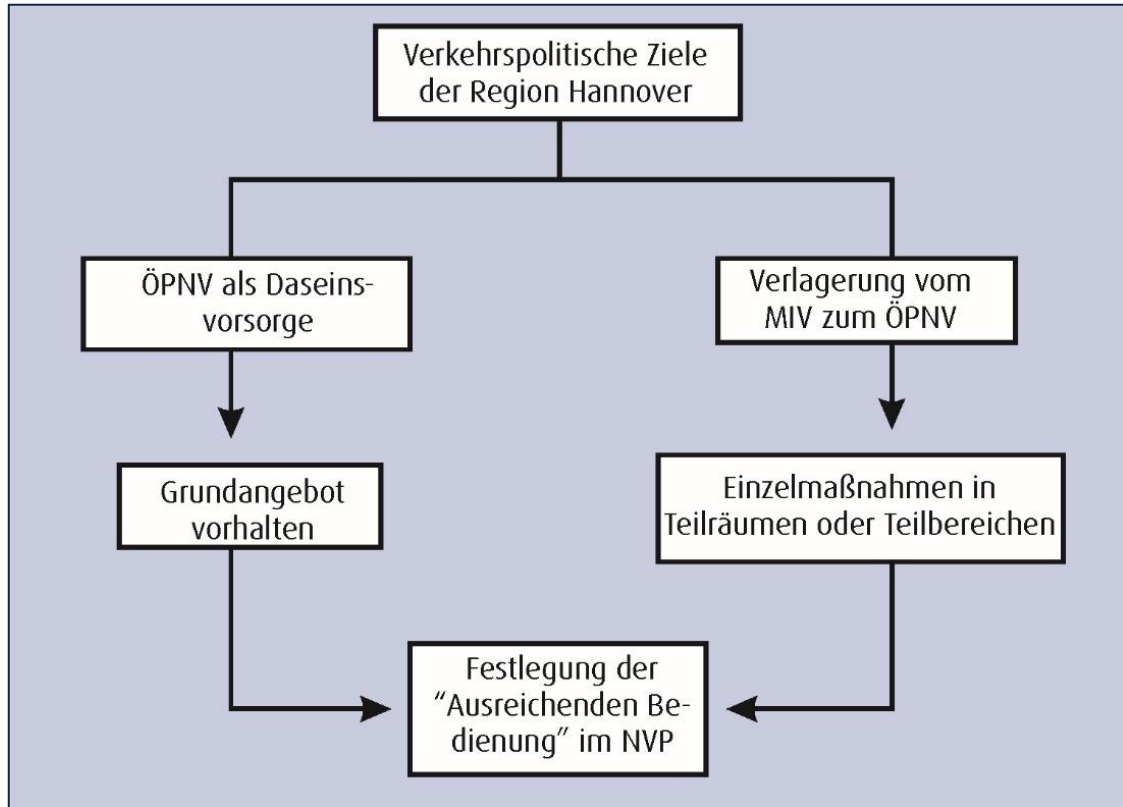 Verkehrspolitische Ziele
der Region Hannover
ÖPNV als Daseins-
vorsorge
Verlagerung vom
MIV zum ÖPNV
Grundangebot
vorhalten
Einzelmaßnahmen in
Teilräumen oder Teilbereichen
Festlegung der
“Ausreichenden Be-
dienung” im NVP